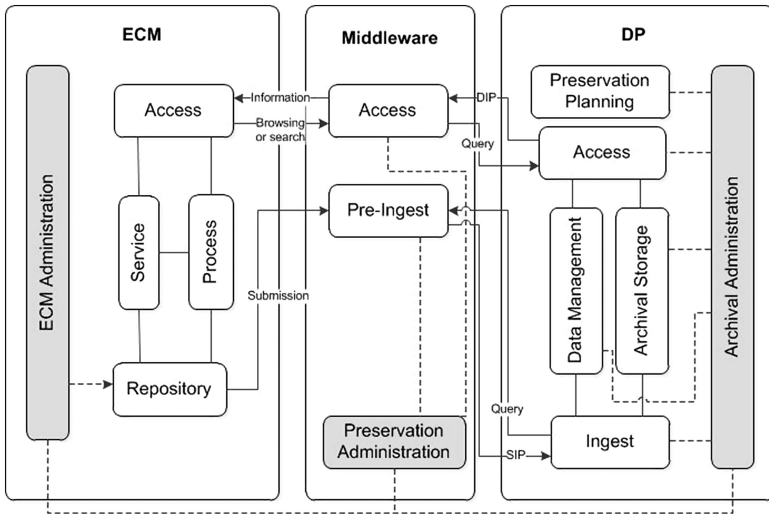 ECM
Middleware
DP
ECM Administration
Access
Service
Process
Repository
Information
Browsing
or search
Submission
Access
Pre-Ingest
Preservation
Administration
DIP
Query
Query
SIP
Preservation
Planning
Access
Data Management
Archival Storage
Ingest
Archival Administration